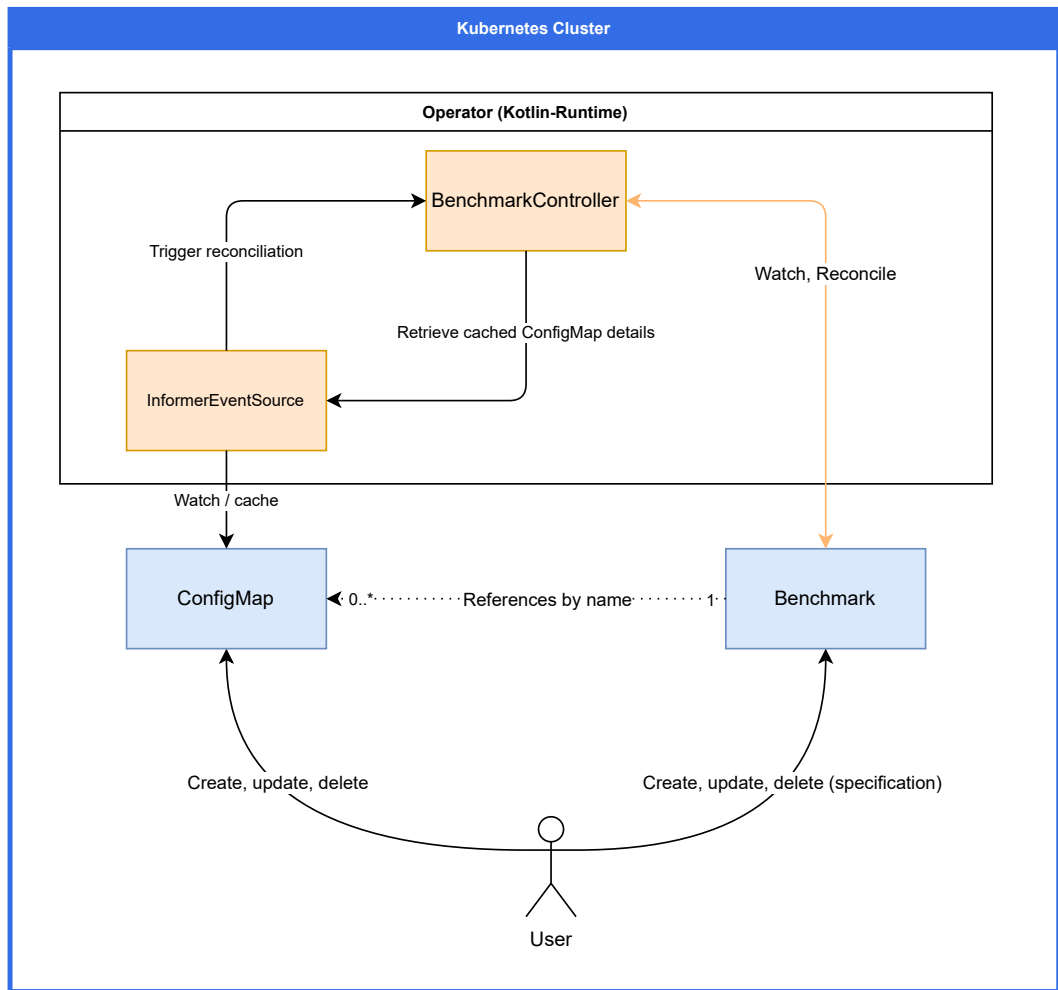 Kubernetes Cluster
Operator (Kotlin-Runtime)
BenchmarkController
Trigger reconciliation
Watch, Reconcile
Retrieve cached ConfigMap details
InformerEventSource
Watch / cache
ConfigMap
0..*
References by name
1
Benchmark
Create, update, delete
Create, update, delete (specification)
User